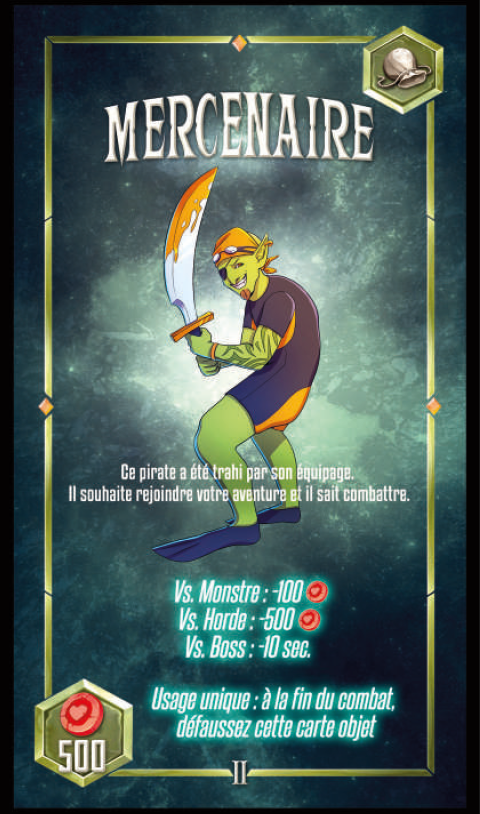 MERCENAIRE
Ce pirate a été trahi par son équipage.
Il souhaite rejoindre votre aventure et il sait combattre.
Vs. Monstre : -100
Vs. Horde : -500
Vs. Boss : -10 sec.
Usage unique : à la fin du combat,
défaussez cette carte objet
500
II